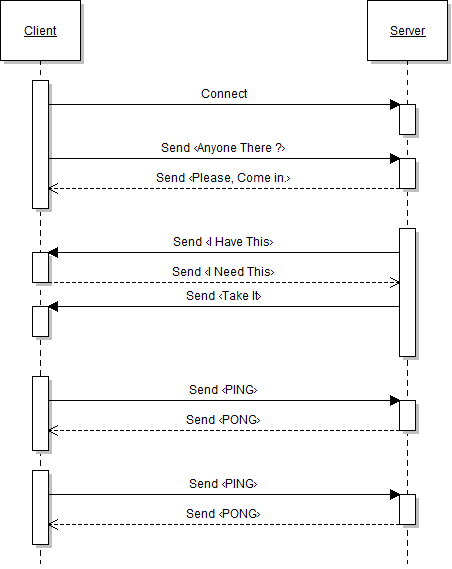 Client Server
Connect
Send <Anyone There ?>
Send <Please, Come in.>
Send <I Have This>
Send <I Need This>
Send <Take It>
Send <PING>
Send <PONG>
Send <PING>
Send <PONG>